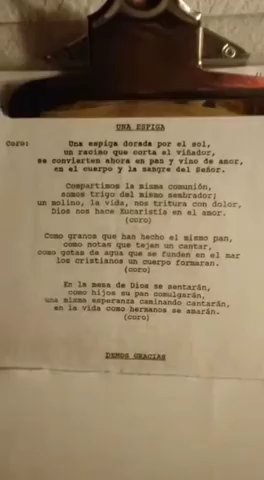 UNA ESPIGA
Coro: Una espiga dorada por el sol,
un racimo que corta el viñador,
se convierten ahora en pan y vino de amor,
en el cuerpo y la sangre del Señor.
Compartimos la misma comunión,
somos trigo del mismo sembrador;
un molino, la vida, nos tritura con dolor,
Dios nos hace Eucaristía en el amor.
(coro)
Como granos que han hecho el mismo pan,
como notas que tejen un cantar,
como gotas de agua que se funden en el mar
los cristianos un cuerpo formaran.
(coro)
En la mesa de Dios se sentarán,
como hijos su pan comulgarán,
una misma esperanza caminando cantarán,
en la vida como hermanos se amarán.
(coro)
DEMOS GRACIAS